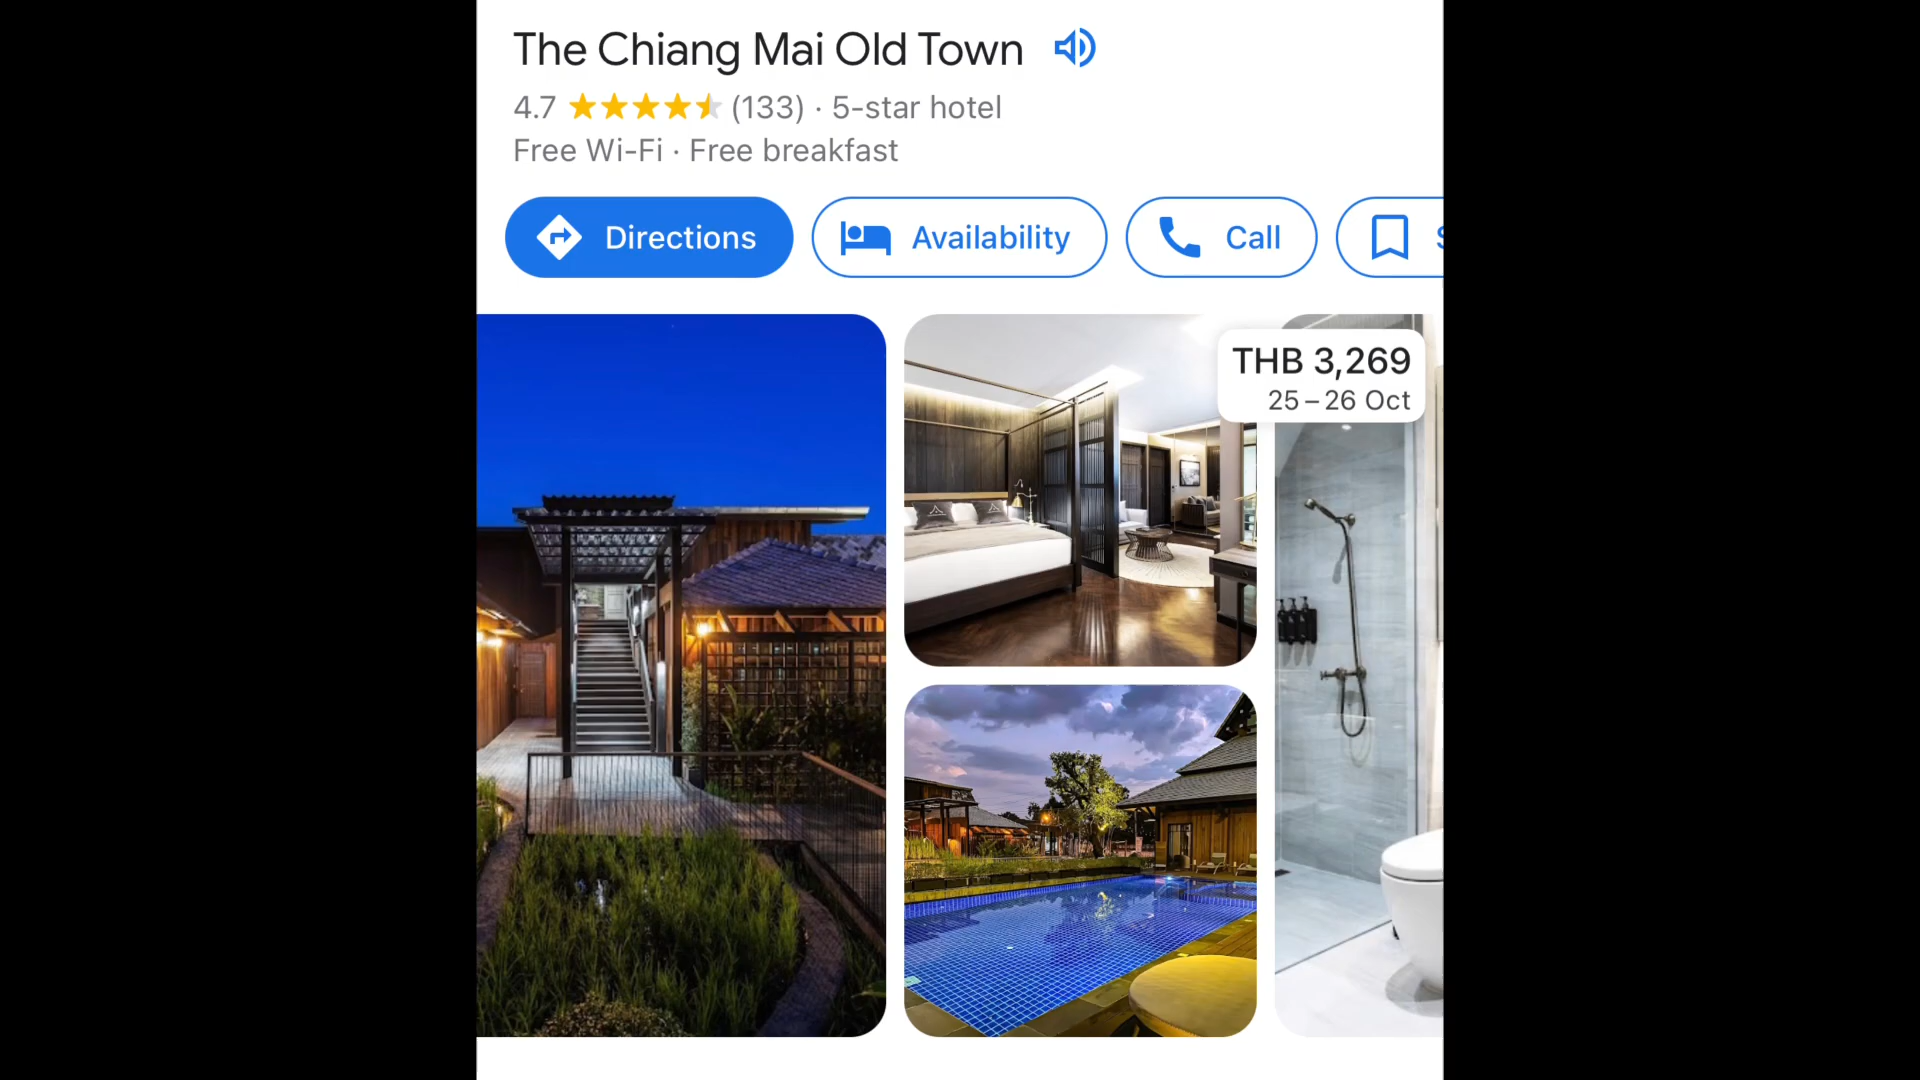 The Chiang Mai Old Town
4.7 (133) · 5-star hotel
Free Wi-Fi · Free breakfast
Directions
Availability
Call
THB 3,269
25 – 26 Oct